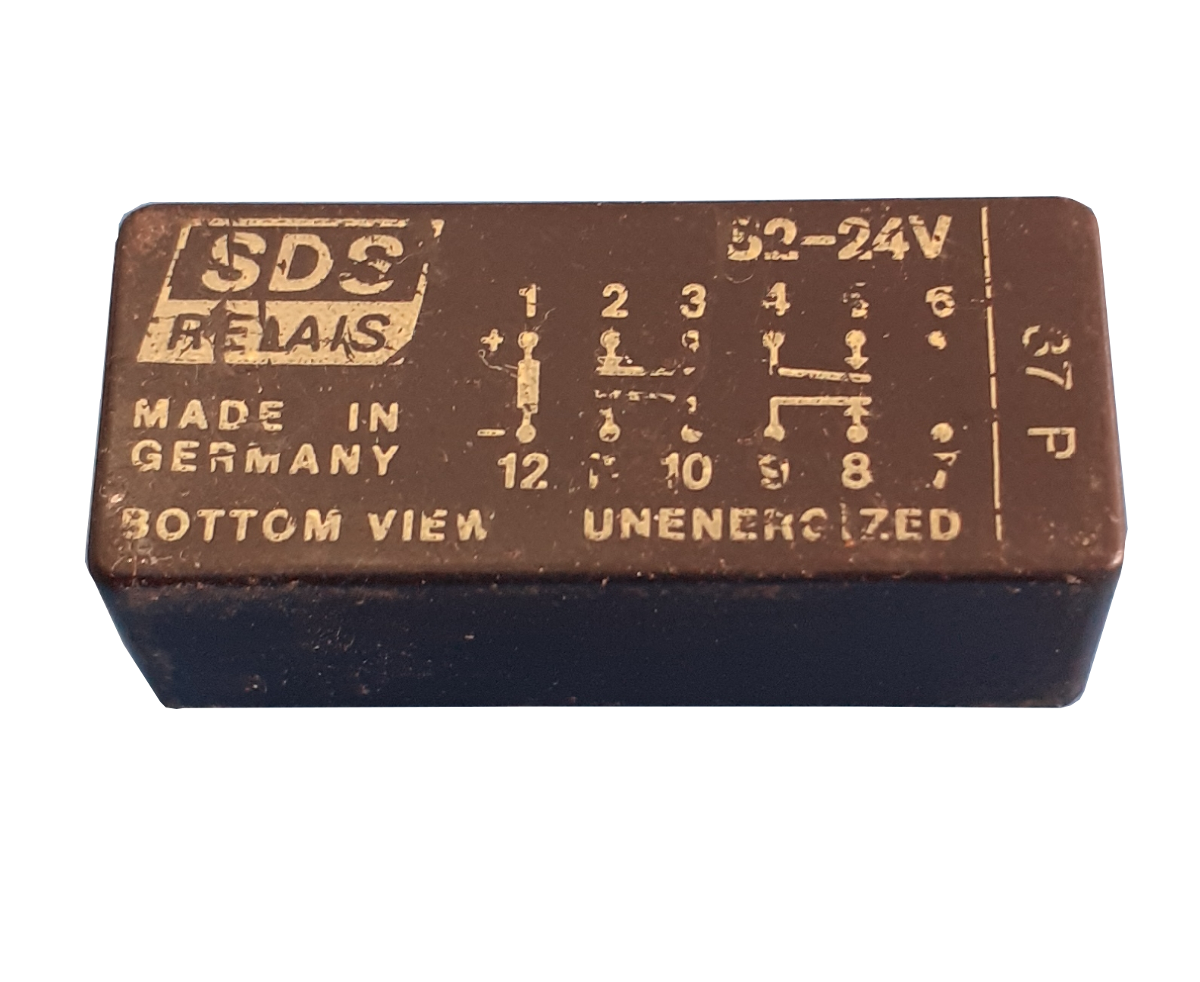 SDS
RELAIS
MADE IN
GERMANY
S2-24V
1 2 3 4 5 6
+
-
12 11 10 9 8 7
BOTTOM VIEW UNENERGIZED
37 P